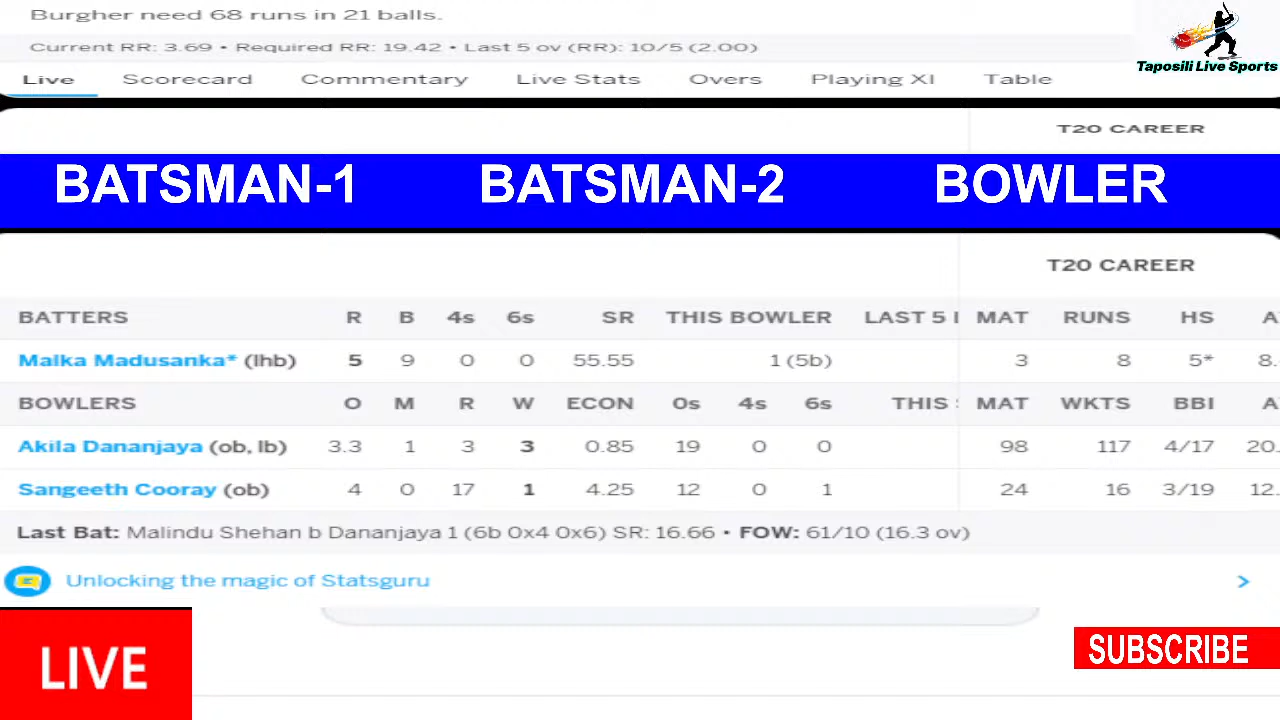 Burgher need 68 runs in 21 balls.
Current RR: 3.69 • Required RR: 19.42 • Last 5 ov (RR): 10/5 (2.00)
Taposili Live Sports
Live Scorecard Commentary Live Stats Overs Playing XI Table
T20 CAREER
BATSMAN-1 BATSMAN-2 BOWLER
T20 CAREER
BATTERS R B 4s 6s SR THIS BOWLER LAST 5 MAT RUNS HS
Malka Madusanka* (lhb) 5 9 0 0 55.55 1 (5b) 3 8 5* 8.
BOWLERS O M R W ECON 0s 4s 6s THIS MAT WKTS BBI
Akila Dananjaya (ob, lb) 3.3 1 3 3 0.85 19 0 0 98 117 4/17 20.
Sangeeth Cooray (ob) 4 0 17 1 4.25 12 0 1 24 16 3/19 12.
Last Bat: Malindu Shehan b Dananjaya 1 (6b 0x4 0x6) SR: 16.66 • FOW: 61/10 (16.3 ov)
Unlocking the magic of Statsguru
LIVE
SUBSCRIBE